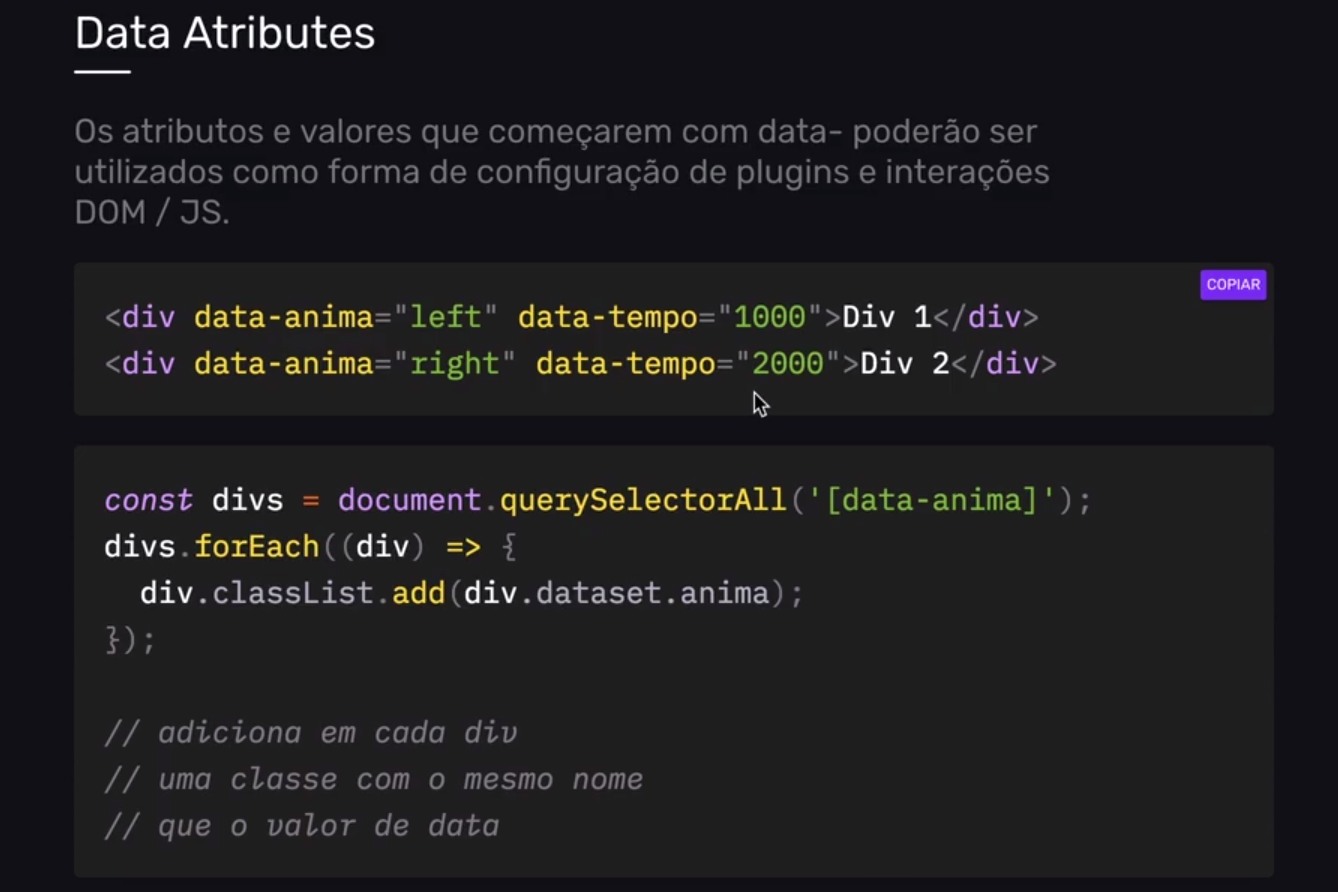 Data Atributes
Os atributos e valores que começarem com data- poderão ser
utilizados como forma de configuração de plugins e interações
DOM / JS.
COPIAR
<div data-anima="left" data-tempo="1000">Div 1</div>
<div data-anima="right" data-tempo="2000">Div 2</div>
const divs = document.querySelectorAll('[data-anima]');
divs.forEach((div) => {
  div.classList.add(div.dataset.anima);
});
// adiciona em cada div
// uma classe com o mesmo nome
// que o valor de data